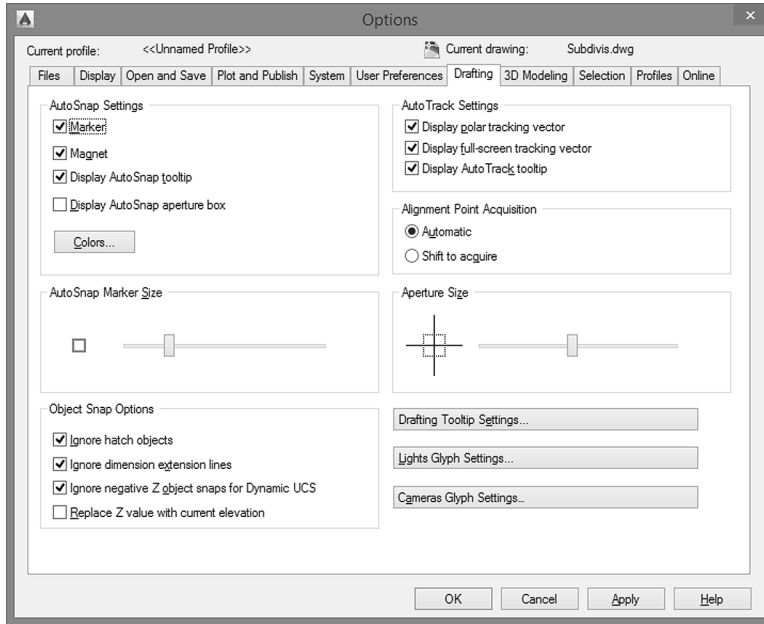 Options
Current profile: <<Unnamed Profile>> Current drawing: Subdivis.dwg
Files Display Open and Save Plot and Publish System User Preferences Drafting 3D Modeling Selection Profiles Online
AutoSnap Settings
Marker
Magnet
Display AutoSnap tooltip
Display AutoSnap aperture box
Colors...
AutoTrack Settings
Display polar tracking vector
Display full-screen tracking vector
Display AutoTrack tooltip
Alignment Point Acquisition
Automatic
Shift to acquire
AutoSnap Marker Size
Aperture Size
Object Snap Options
Ignore hatch objects
Ignore dimension extension lines
Ignore negative Z object snaps for Dynamic UCS
Replace Z value with current elevation
Drafting Tooltip Settings...
Lights Glyph Settings...
Cameras Glyph Settings...
OK Cancel Apply Help